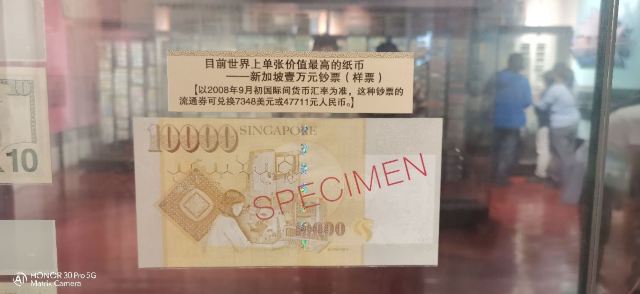 目前世界上单张价值最高的纸币
——新加坡壹万元钞票（样票）
【以2008年9月初国际间货币汇率为准，这种钞票的
流通券可兑换7348美元或47711元人民币。】
10000 SINGAPORE
SPECIMEN
10000
10
HONOR 30 Pro 5G
Matrix Camera